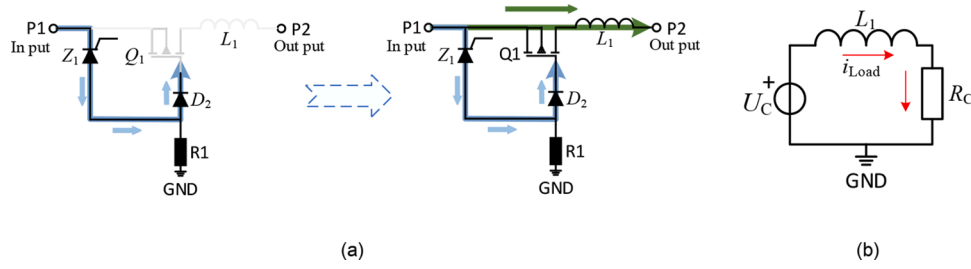 P1
In put
Z1
Q1
L1
P2
Out put
D2
R1
GND
P1
In put
Z1
Q1
L1
P2
Out put
D2
R1
GND
(a)
L1
iLoad
+
UC
RC
GND
(b)